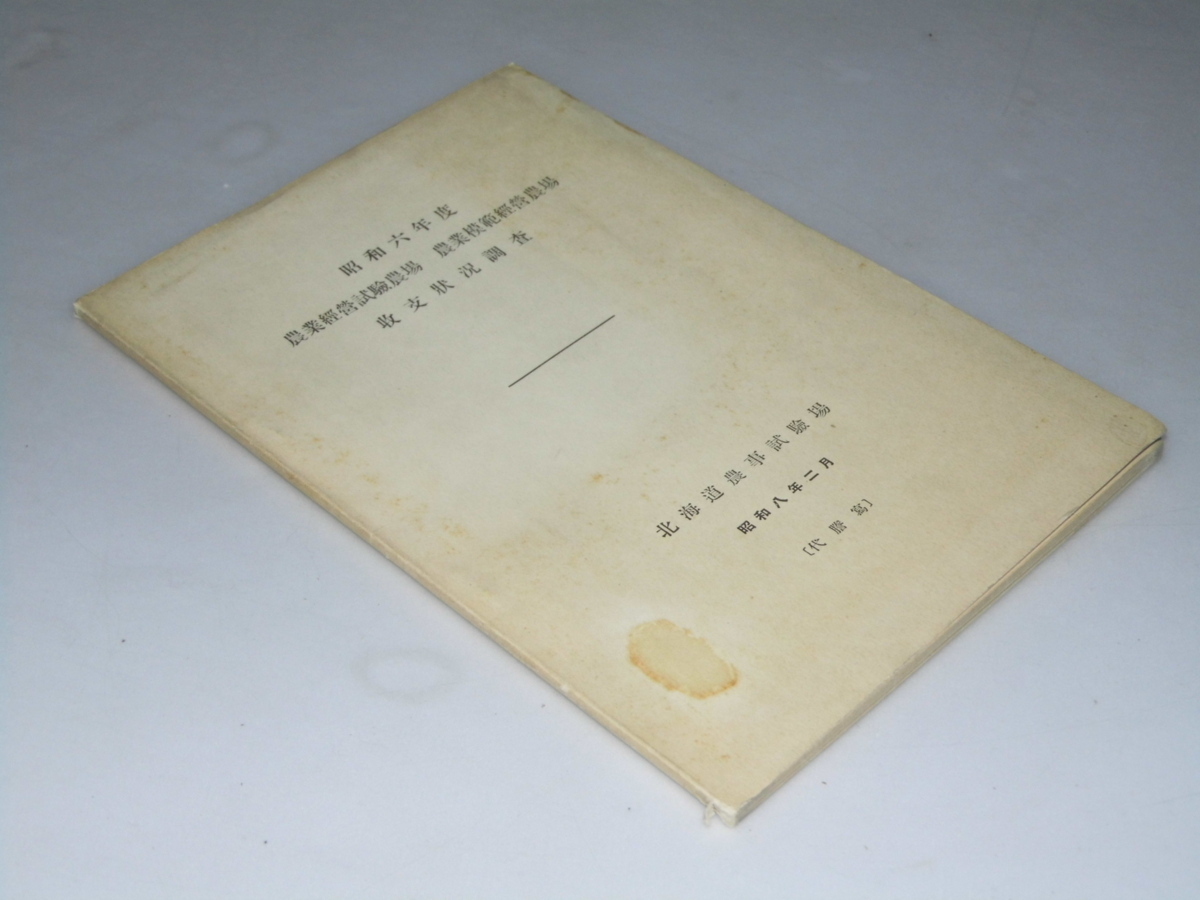 昭和六年度
農業經營試驗農場 農業模範經營農場
收支狀況調査
北海道農事試驗場
昭和八年二月
〔代謄寫〕